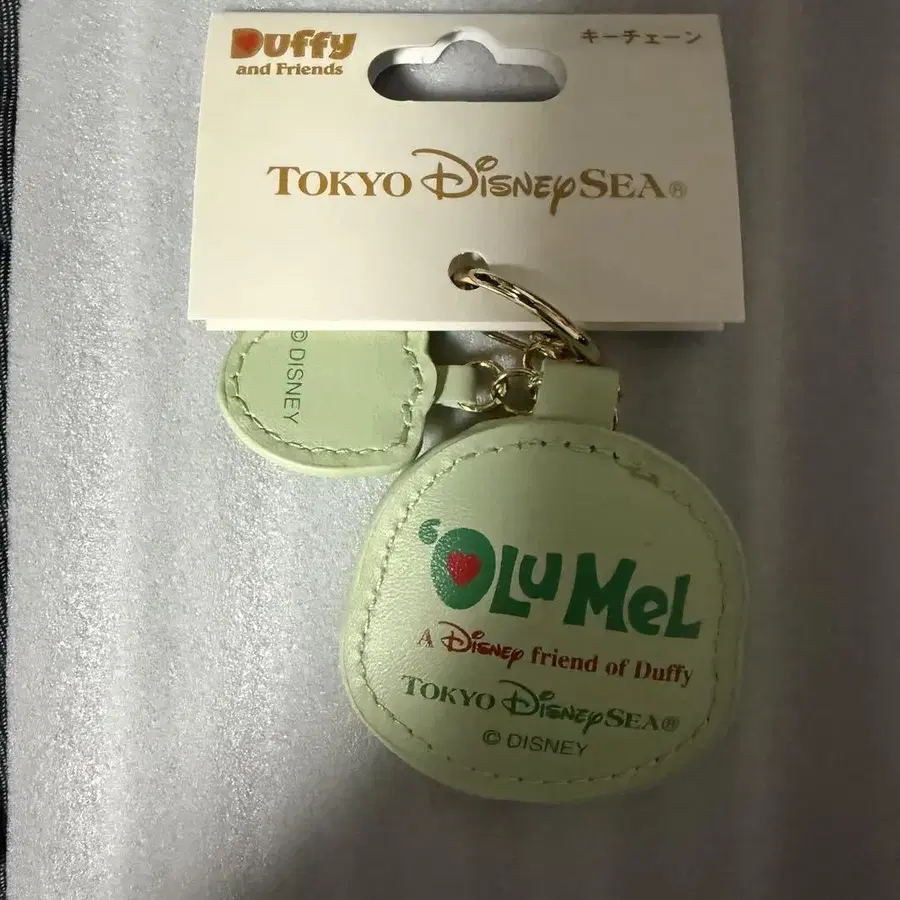 Duffy
and Friends
キーチェーン
TOKYO DISNEYSEA®
© DISNEY
‘OLU MEL
A DISNEY friend of Duffy
TOKYO DISNEYSEA®
© DISNEY